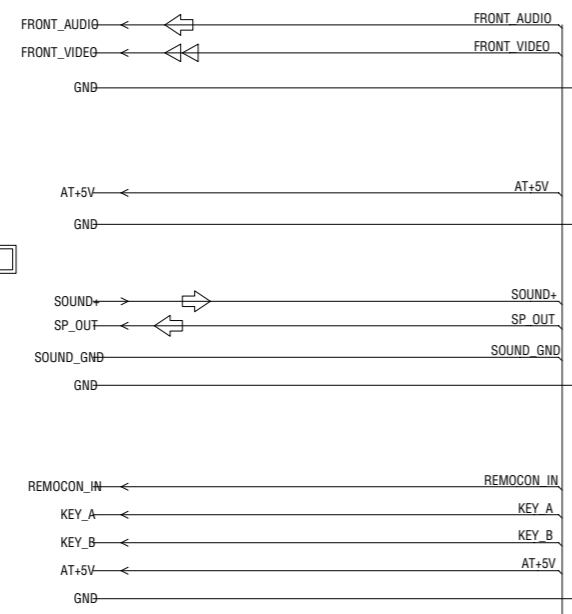 FRONT_AUDIO FRONT_AUDIO
FRONT_VIDEO FRONT_VIDEO
GND
AT+5V AT+5V
GND
SOUND+ SOUND+
SP_OUT SP_OUT
SOUND_GND SOUND_GND
GND
REMOCON_IN REMOCON_IN
KEY_A KEY_A
KEY_B KEY_B
AT+5V AT+5V
GND